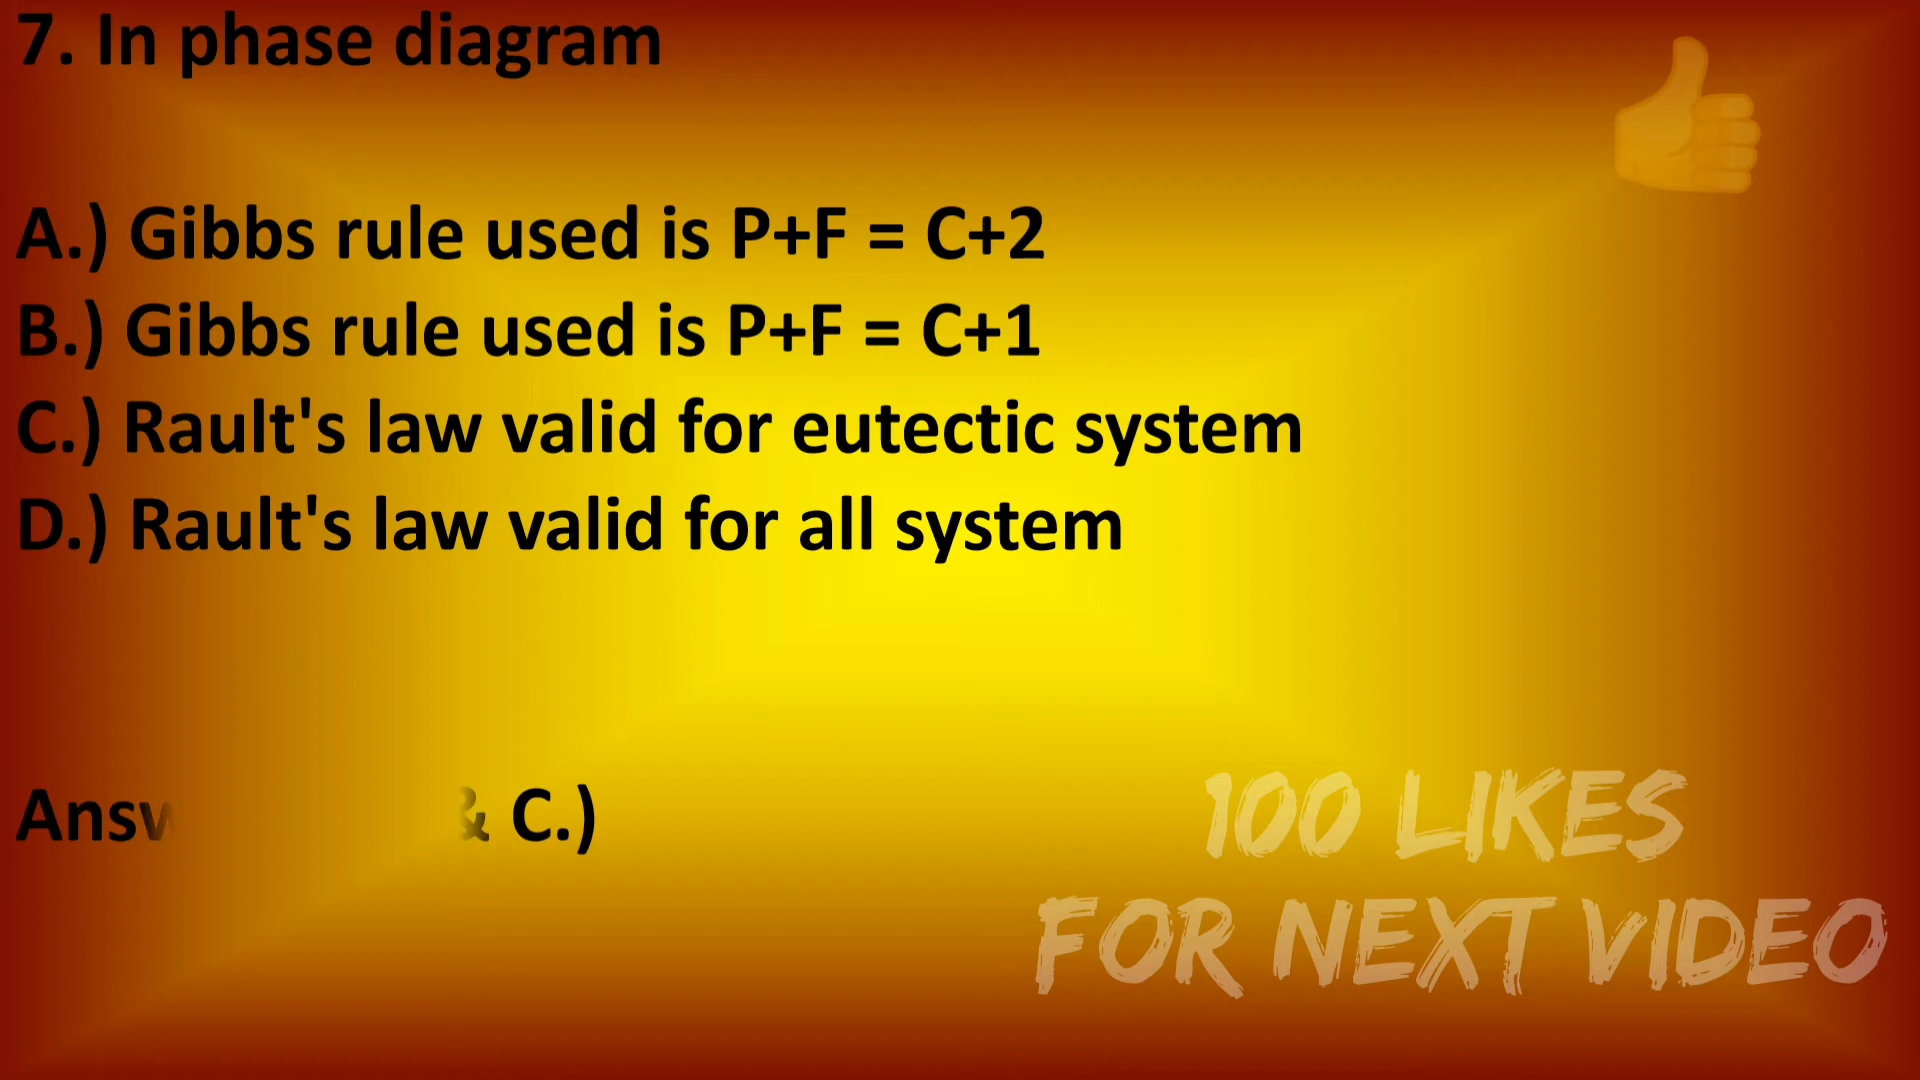 7. In phase diagram
A.) Gibbs rule used is P+F = C+2
B.) Gibbs rule used is P+F = C+1
C.) Rault's law valid for eutectic system
D.) Rault's law valid for all system
& C.)
100 LIKES
FOR NEXT VIDEO